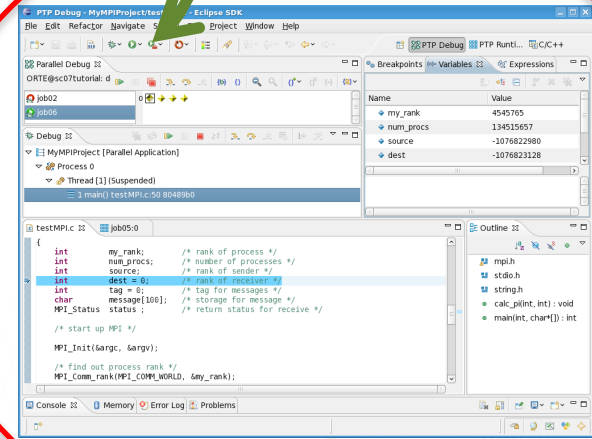 PTP Debug - MyMPIProject/test - Eclipse SDK
File Edit Refactor Navigate Project Window Help
PTP Debug PTP Runti... C/C++
Parallel Debug
ORTE@sc07tutorial: d
job02 0
job06
Breakpoints Variables Expressions
Name Value
my_rank 4545765
num_procs 134515657
source -1076822980
dest -1076823128
Debug
MyMPIProject [Parallel Application]
Process 0
Thread [1] (Suspended)
1 main() testMPI.c:50 80489b0
testMPI.c job05:0
{
int my_rank; /* rank of process */
int num_procs; /* number of processes */
int source; /* rank of sender */
int dest = 0; /* rank of receiver */
int tag = 0; /* tag for messages */
char message[100]; /* storage for message */
MPI_Status status ; /* return status for receive */
/* start up MPI */
MPI_Init(&argc, &argv);
/* find out process rank */
MPI_Comm_rank(MPI_COMM_WORLD, &my_rank);
Outline
mpi.h
stdio.h
string.h
calc_pi(int, int) : void
main(int, char*[]) : int
Console Memory Error Log Problems